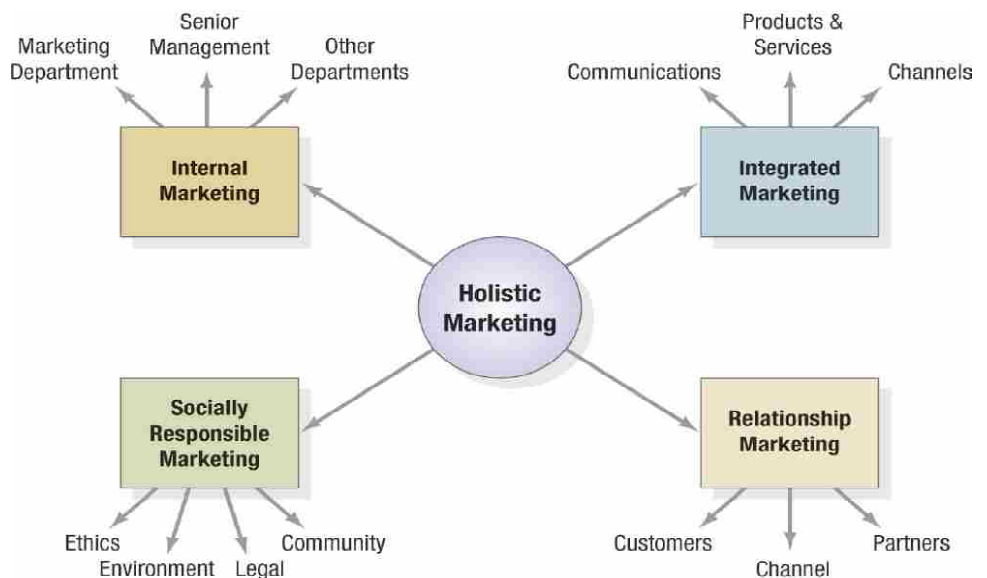 Senior
Management
Marketing
Department
Other
Departments
Products &
Services
Communications
Channels
Internal
Marketing
Integrated
Marketing
Holistic
Marketing
Socially
Responsible
Marketing
Relationship
Marketing
Ethics
Environment
Legal
Community
Customers
Channel
Partners